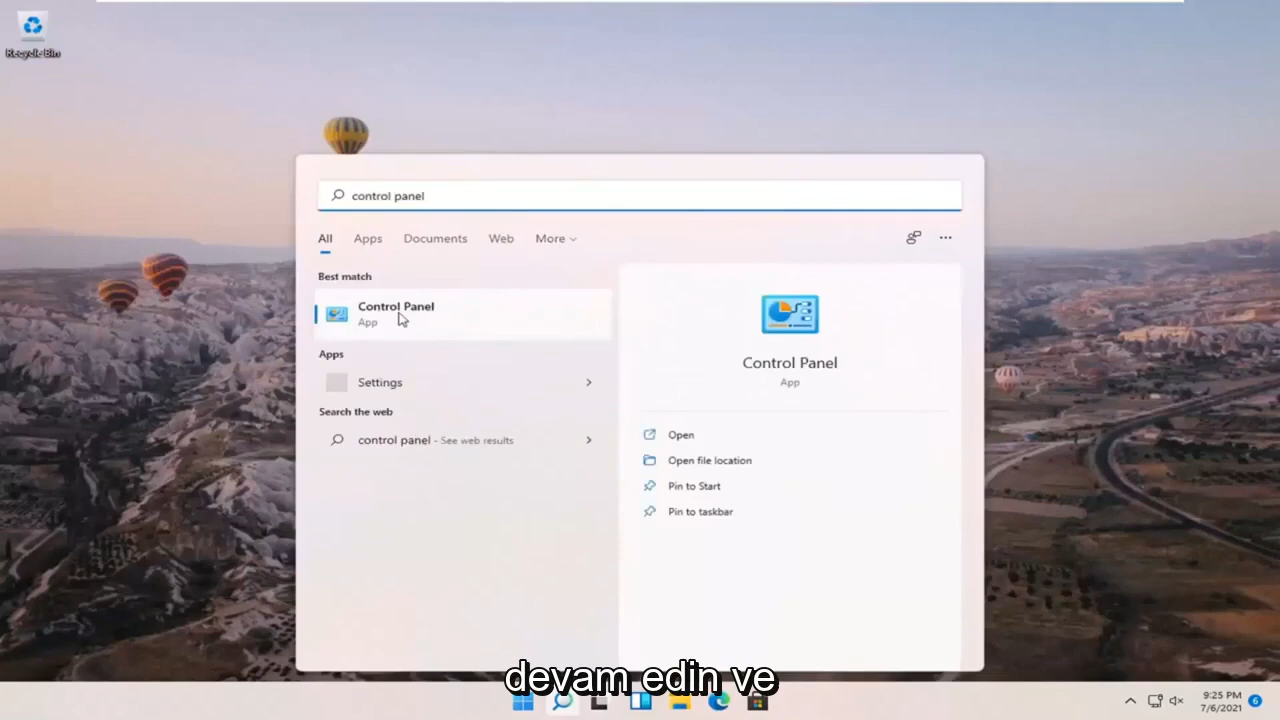 Recycle Bin
control panel
All Apps Documents Web More
Best match
Control Panel
App
Apps
Settings
Search the web
control panel - See web results
Control Panel
App
Open
Open file location
Pin to Start
Pin to taskbar
devam edin ve
9:25 PM
7/6/2021
6